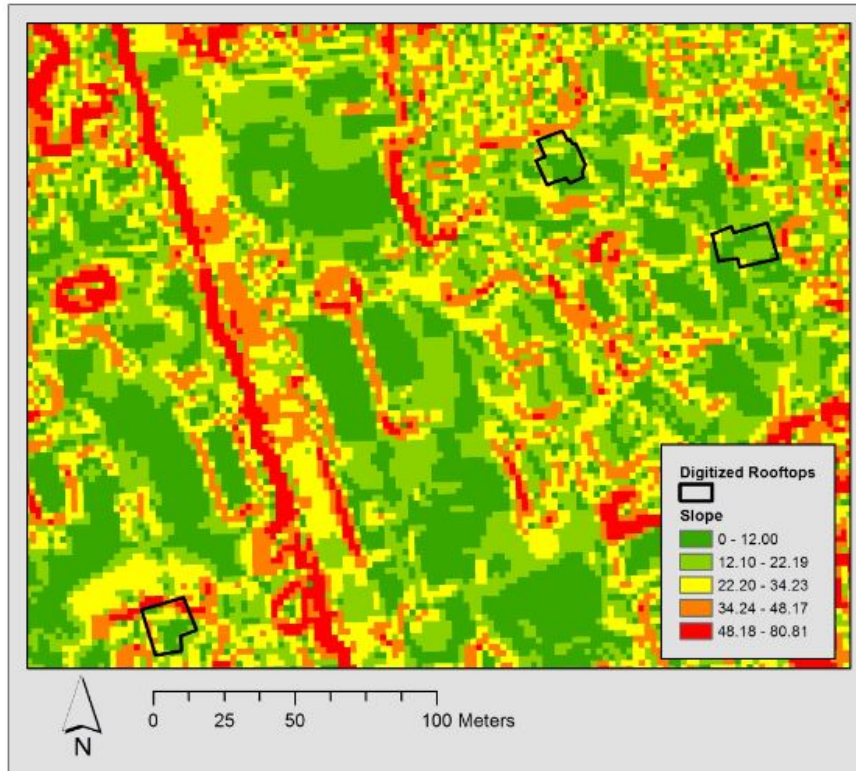 Digitized Rooftops
Slope
0 - 12.00
12.10 - 22.19
22.20 - 34.23
34.24 - 48.17
48.18 - 80.81
N
0 25 50 100 Meters